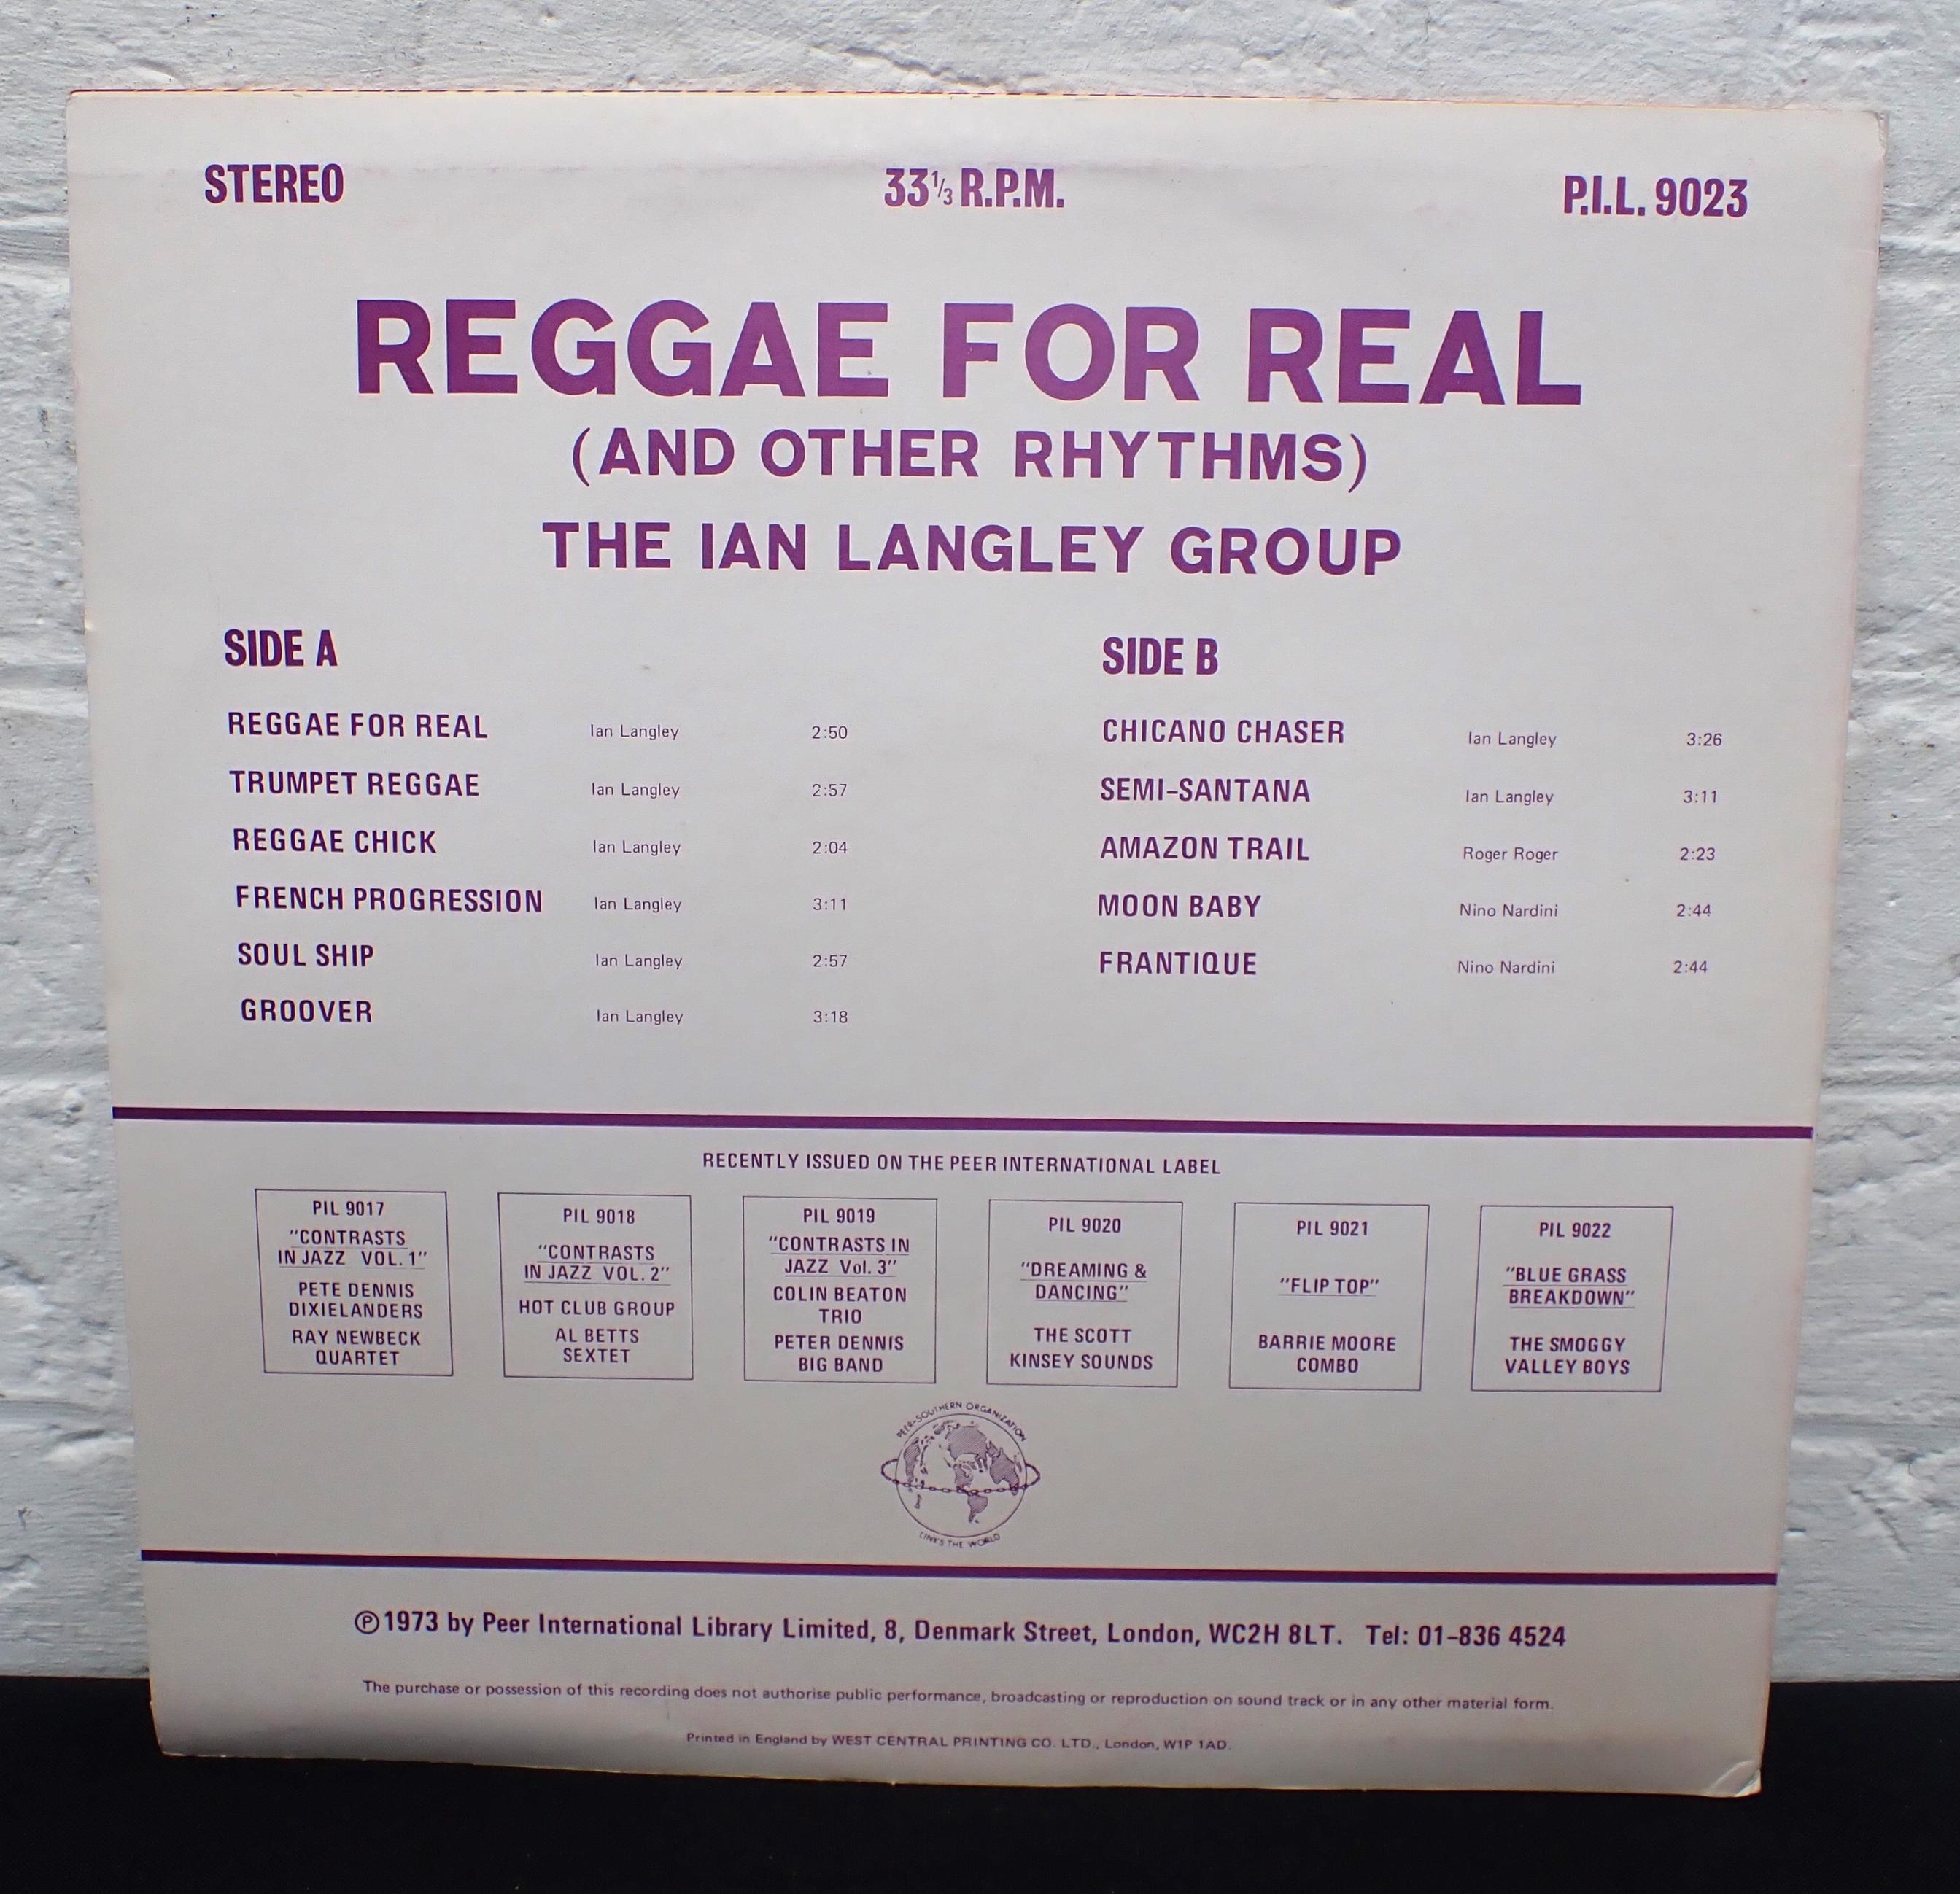 STEREO 33⅓ R.P.M. P.I.L. 9023
REGGAE FOR REAL
(AND OTHER RHYTHMS)
THE IAN LANGLEY GROUP
SIDE A
REGGAE FOR REAL Ian Langley 2:50
TRUMPET REGGAE Ian Langley 2:57
REGGAE CHICK Ian Langley 2:04
FRENCH PROGRESSION Ian Langley 3:11
SOUL SHIP Ian Langley 2:57
GROOVER Ian Langley 3:18
SIDE B
CHICANO CHASER Ian Langley 3:26
SEMI-SANTANA Ian Langley 3:11
AMAZON TRAIL Roger Roger 2:23
MOON BABY Nino Nardini 2:44
FRANTIQUE Nino Nardini 2:44
RECENTLY ISSUED ON THE PEER INTERNATIONAL LABEL
PIL 9017
"CONTRASTS
IN JAZZ VOL. 1"
PETE DENNIS
DIXIELANDERS
RAY NEWBECK
QUARTET
PIL 9018
"CONTRASTS
IN JAZZ VOL. 2"
HOT CLUB GROUP
AL BETTS
SEXTET
PIL 9019
"CONTRASTS IN
JAZZ Vol. 3"
COLIN BEATON
TRIO
PETER DENNIS
BIG BAND
PIL 9020
"DREAMING &
DANCING"
THE SCOTT
KINSEY SOUNDS
PIL 9021
"FLIP TOP"
BARRIE MOORE
COMBO
PIL 9022
"BLUE GRASS
BREAKDOWN"
THE SMOGGY
VALLEY BOYS
PEER-SOUTHERN ORGANIZATION
LINKS THE WORLD
℗1973 by Peer International Library Limited, 8, Denmark Street, London, WC2H 8LT. Tel: 01-836 4524
The purchase or possession of this recording does not authorise public performance, broadcasting or reproduction on sound track or in any other material form.
Printed in England by WEST CENTRAL PRINTING CO. LTD., London, W1P 1AD.